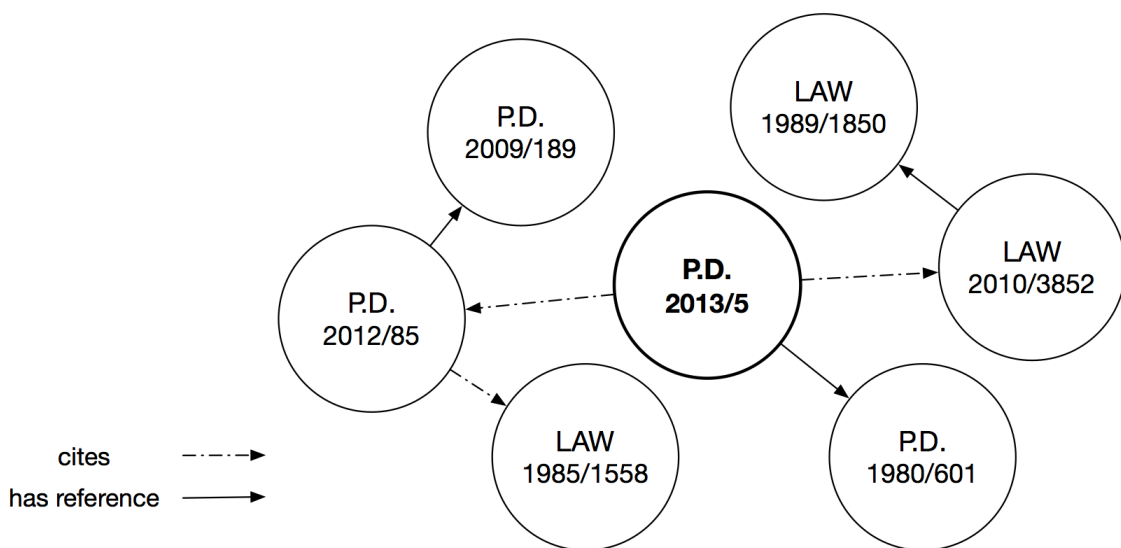 LAW
1989/1850
P.D.
2009/189
LAW
2010/3852
P.D.
2013/5
P.D.
2012/85
LAW
1985/1558
P.D.
1980/601
cites
has reference